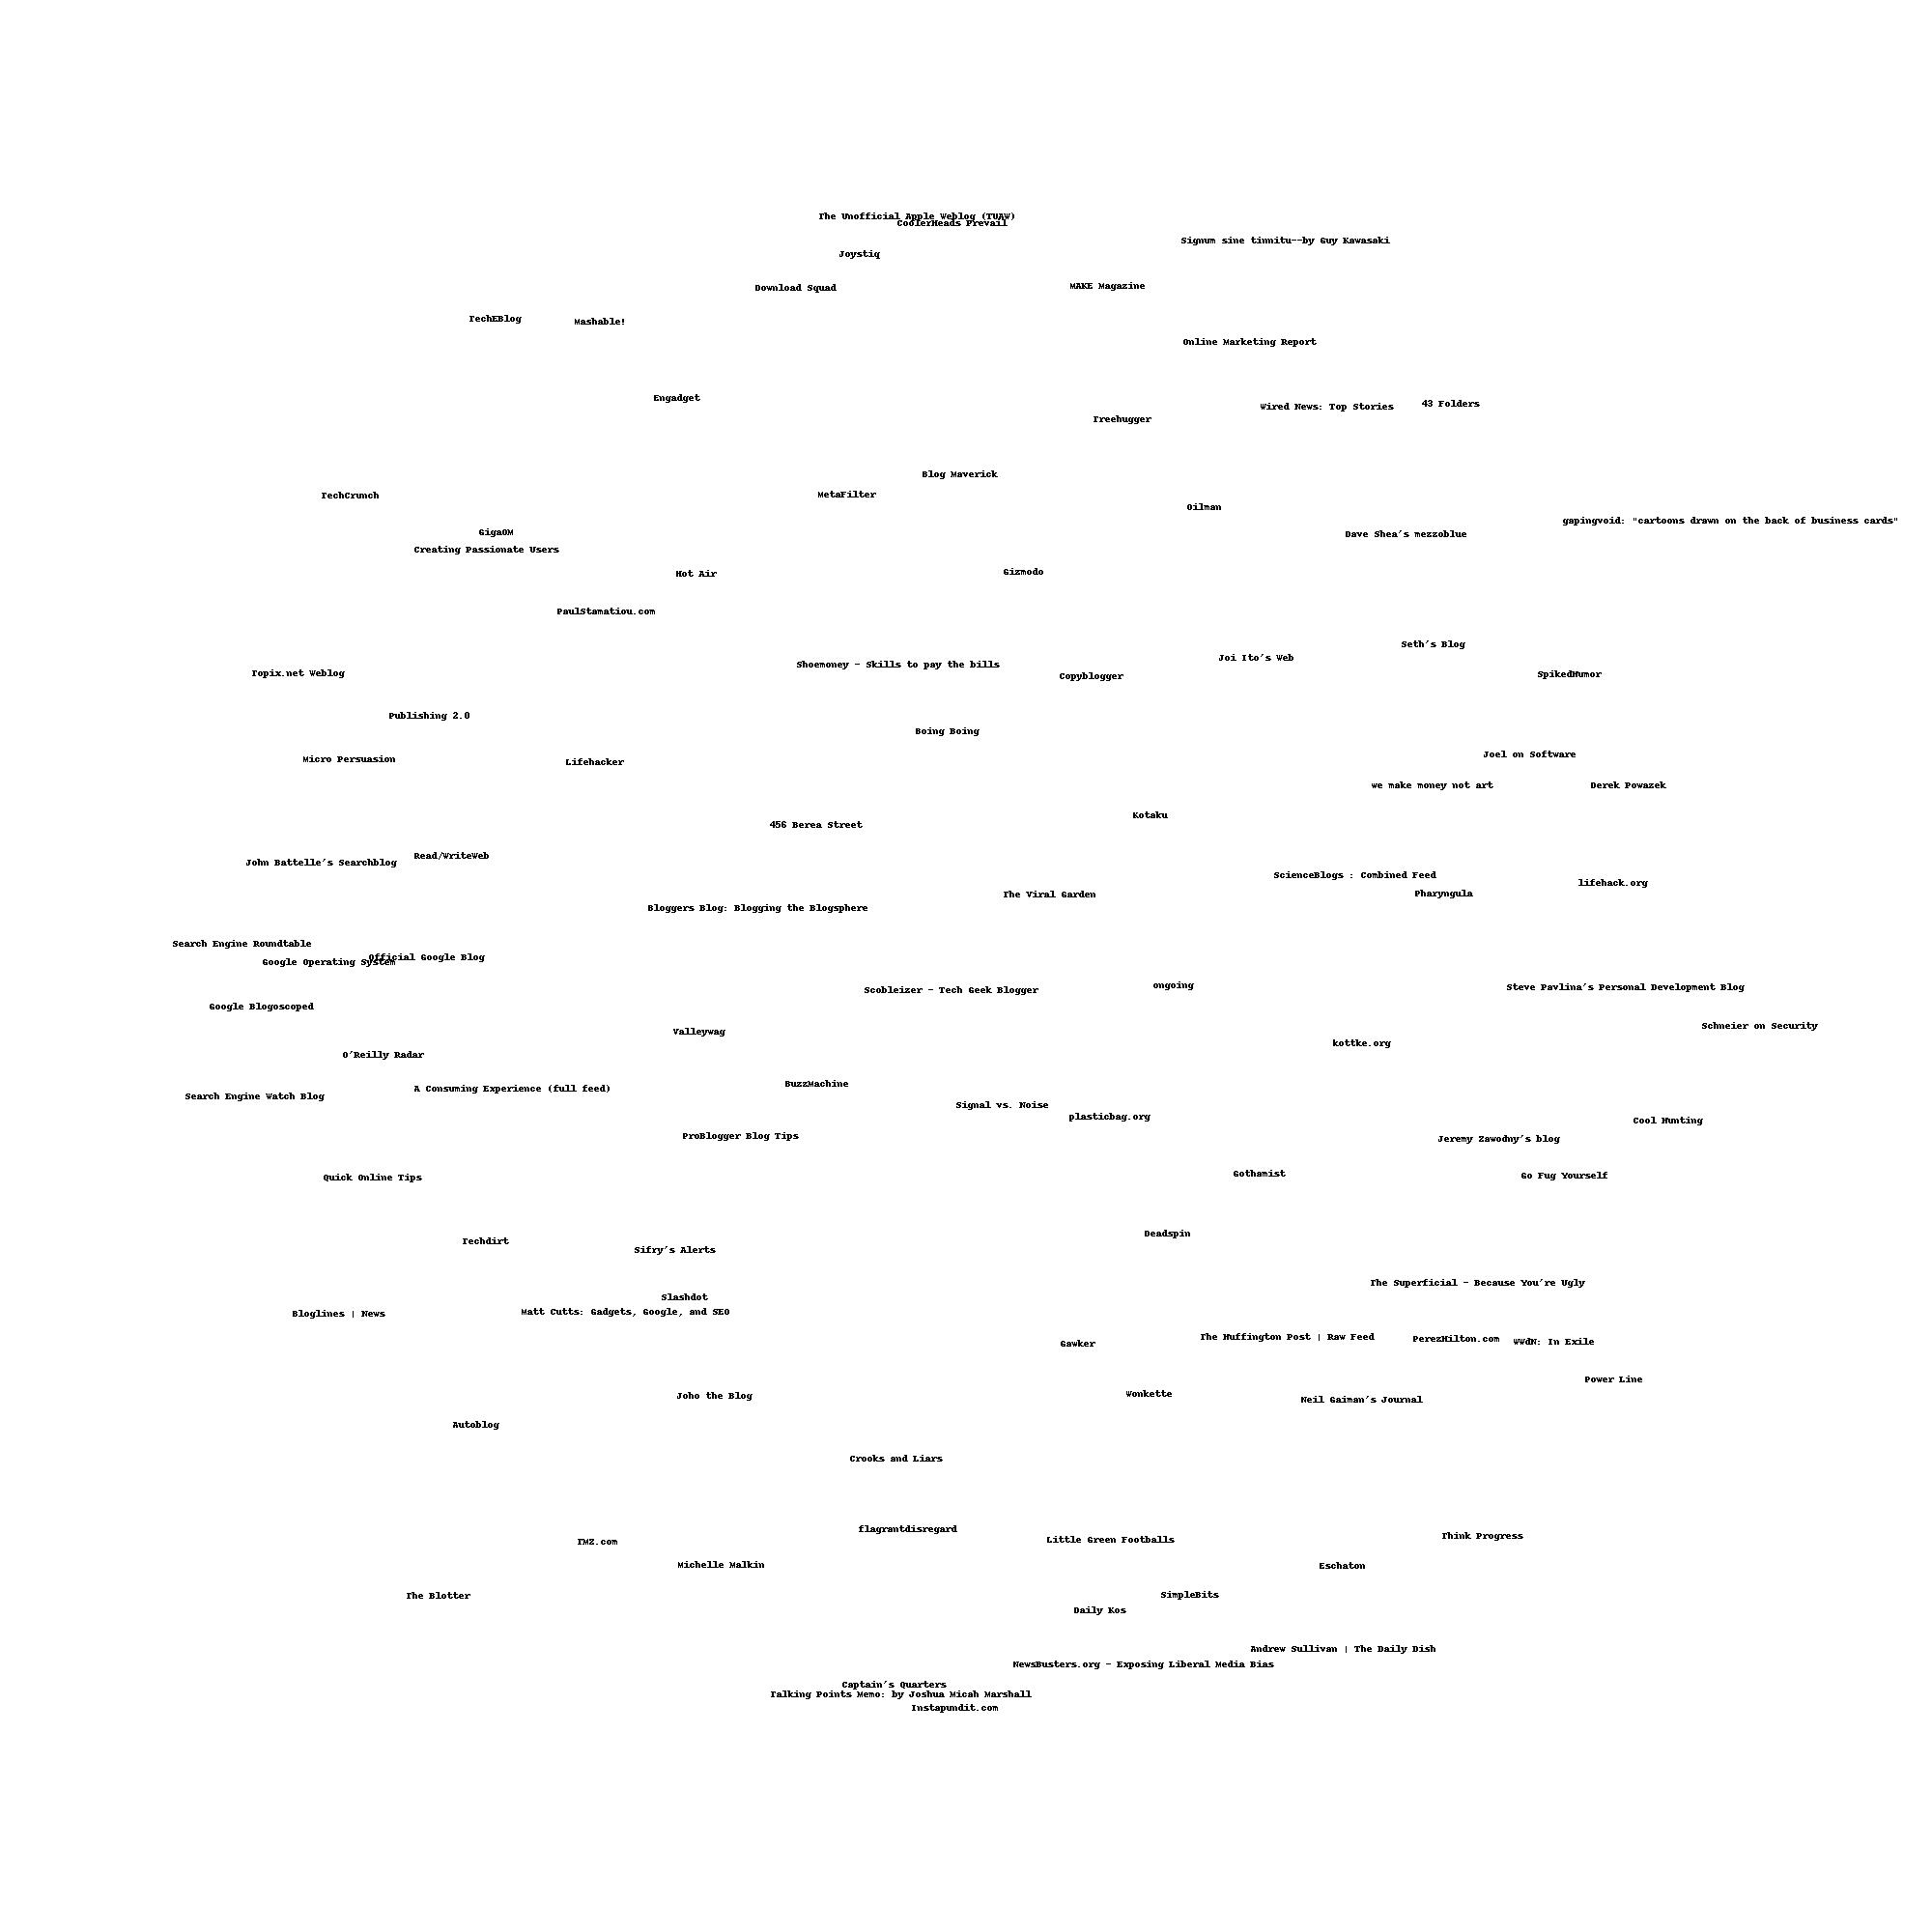 The Unofficial Apple Weblog (TUAW)
CoolerHeads Prevail
Signum sine tinnitu--by Guy Kawasaki
Joystiq
MAKE Magazine
Download Squad
TechEBlog
Mashable!
Online Marketing Report
Engadget
43 Folders
Wired News: Top Stories
Treehugger
Blog Maverick
MetaFilter
TechCrunch
Oilman
gapingvoid: "cartoons drawn on the back of business cards"
GigaOM
Dave Shea's mezzoblue
Creating Passionate Users
Gizmodo
Hot Air
PaulStamatiou.com
Seth's Blog
Joi Ito's Web
Shoemoney - Skills to pay the bills
Topix.net Weblog
SpikedHumor
Copyblogger
Publishing 2.0
Boing Boing
Joel on Software
Micro Persuasion
Lifehacker
we make money not art
Derek Powazek
Kotaku
456 Berea Street
Read/WriteWeb
John Battelle's Searchblog
ScienceBlogs : Combined Feed
lifehack.org
Pharyngula
The Viral Garden
Bloggers Blog: Blogging the Blogsphere
Search Engine Roundtable
Official Google Blog
Google Operating System
ongoing
Steve Pavlina's Personal Development Blog
Scobleizer - Tech Geek Blogger
Google Blogoscoped
Schneier on Security
Valleywag
kottke.org
O'Reilly Radar
BuzzMachine
A Consuming Experience (full feed)
Search Engine Watch Blog
Signal vs. Noise
plasticbag.org
Cool Hunting
ProBlogger Blog Tips
Jeremy Zawodny's blog
Gothamist
Go Fug Yourself
Quick Online Tips
Deadspin
Techdirt
Sifry's Alerts
The Superficial - Because You're Ugly
Slashdot
Matt Cutts: Gadgets, Google, and SEO
Bloglines | News
The Huffington Post | Raw Feed
PerezHilton.com
WWdN: In Exile
Gawker
Power Line
Wonkette
Joho the Blog
Neil Gaiman's Journal
Autoblog
Crooks and Liars
flagrantdisregard
Think Progress
Little Green Footballs
TMZ.com
Michelle Malkin
Eschaton
SimpleBits
The Blotter
Daily Kos
Andrew Sullivan | The Daily Dish
NewsBusters.org - Exposing Liberal Media Bias
Captain's Quarters
Talking Points Memo: by Joshua Micah Marshall
Instapundit.com